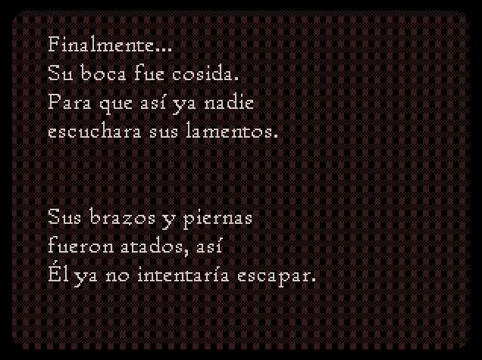 Finalmente...
Su boca fue cosida.
Para que así ya nadie
escuchara sus lamentos.
Sus brazos y piernas
fueron atados, así
Él ya no intentaría escapar.